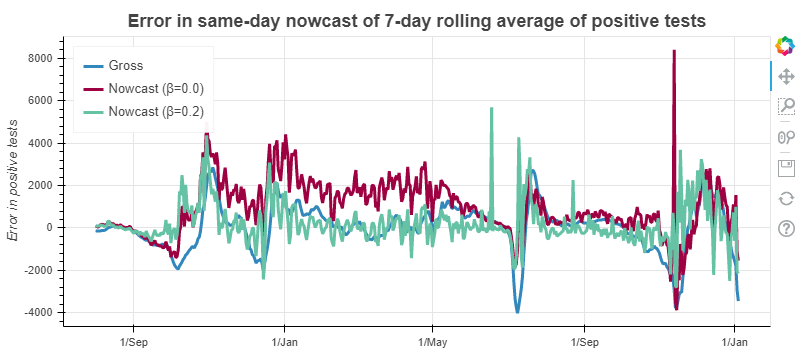 Error in same-day nowcast of 7-day rolling average of positive tests
Error in positive tests
8000
6000
4000
2000
0
-2000
-4000
Gross
Nowcast (β=0.0)
Nowcast (β=0.2)
1/Sep
1/Jan
1/May
1/Sep
1/Jan